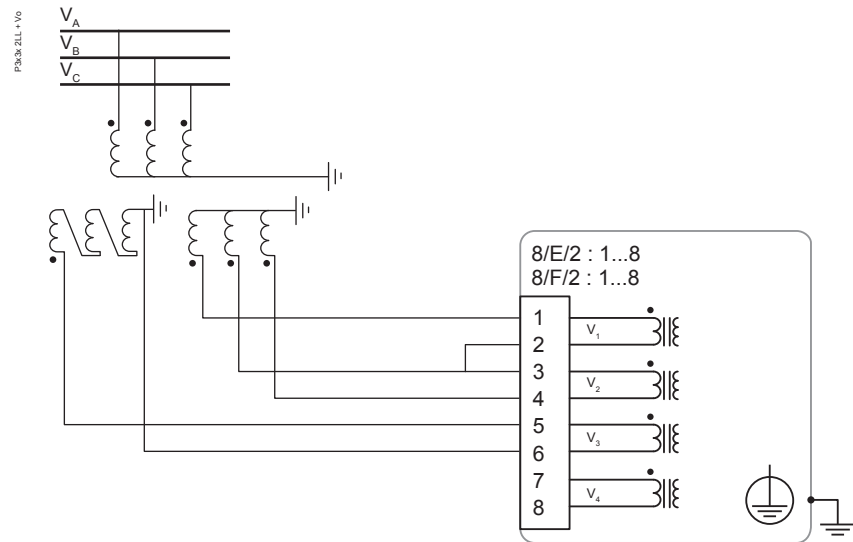 P3x3x 2LL + Vo
VA
VB
VC
8/E/2 : 1...8
8/F/2 : 1...8
1
2
3
4
5
6
7
8
V1
V2
V3
V4